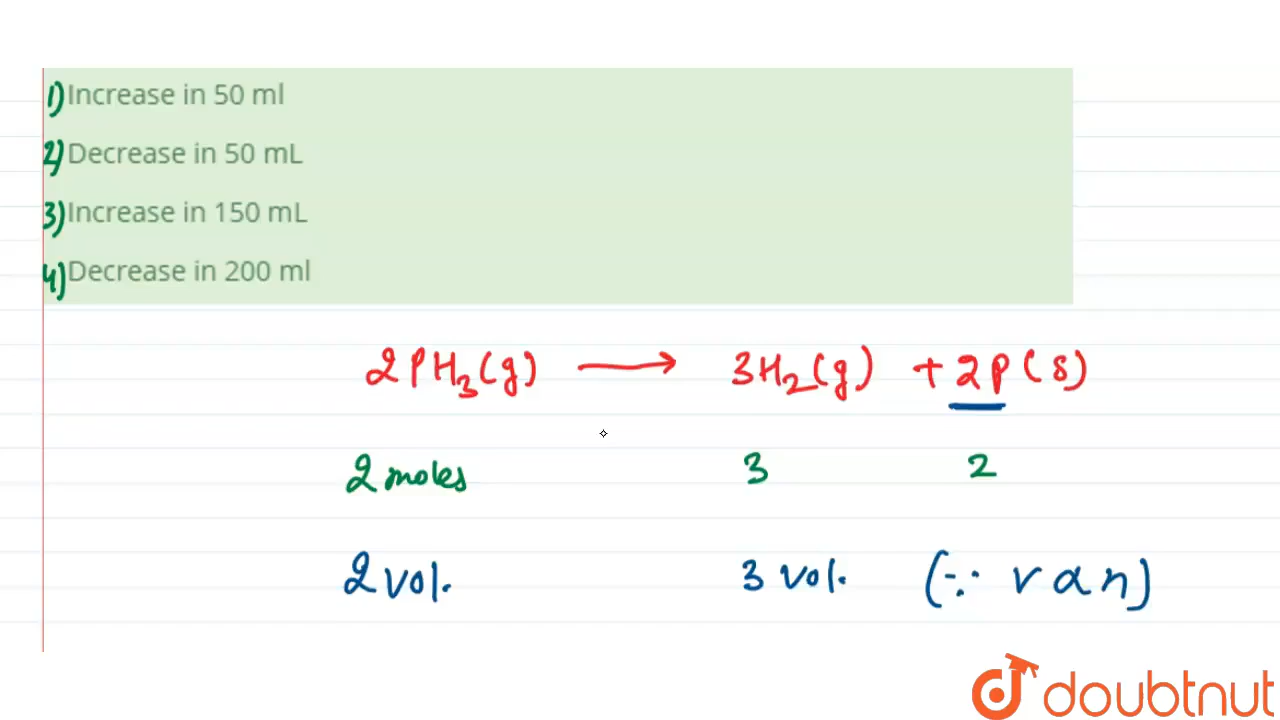 1) Increase in 50 ml
2) Decrease in 50 mL
3) Increase in 150 mL
4) Decrease in 200 ml
2PH₃(g) ⟶ 3H₂(g) + 2P(s)
2 moles 3 2
2 vol. 3 vol. (∵ V α n)
doubtnut